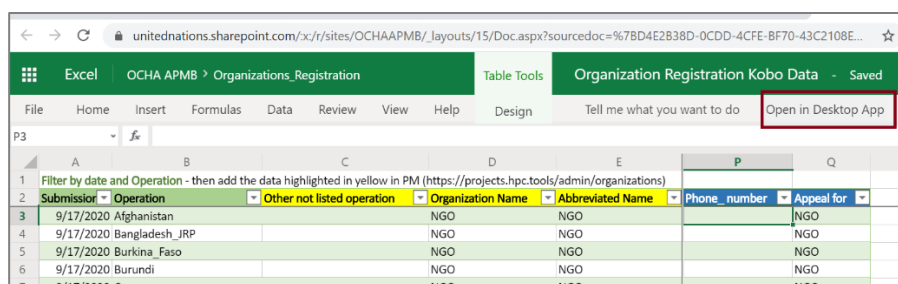 unitednations.sharepoint.com/:x:/r/sites/OCHAAPMB/_layouts/15/Doc.aspx?sourcedoc=%7BD4E2B38D-0CDD-4CFE-BF70-43C2108E...
Excel OCHA APMB > Organizations_Registration Table Tools Organization Registration Kobo Data - Saved
File Home Insert Formulas Data Review View Help Design Tell me what you want to do Open in Desktop App
P3 fx
A B C D E P Q
1 Filter by date and Operation - then add the data highlighted in yellow in PM (https://projects.hpc.tools/admin/organizations)
2 Submission Operation Other not listed operation Organization Name Abbreviated Name Phone_number Appeal for
3 9/17/2020 Afghanistan NGO NGO NGO
4 9/17/2020 Bangladesh_JRP NGO NGO NGO
5 9/17/2020 Burkina_Faso NGO NGO NGO
6 9/17/2020 Burundi NGO NGO NGO